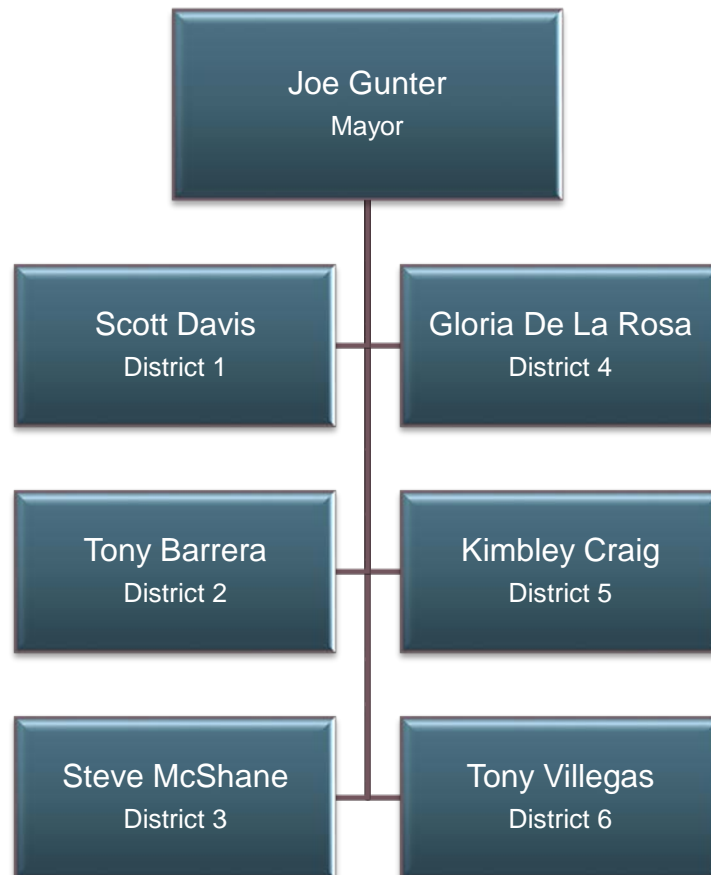 Joe Gunter
Mayor
Scott Davis
District 1
Gloria De La Rosa
District 4
Tony Barrera
District 2
Kimbley Craig
District 5
Steve McShane
District 3
Tony Villegas
District 6